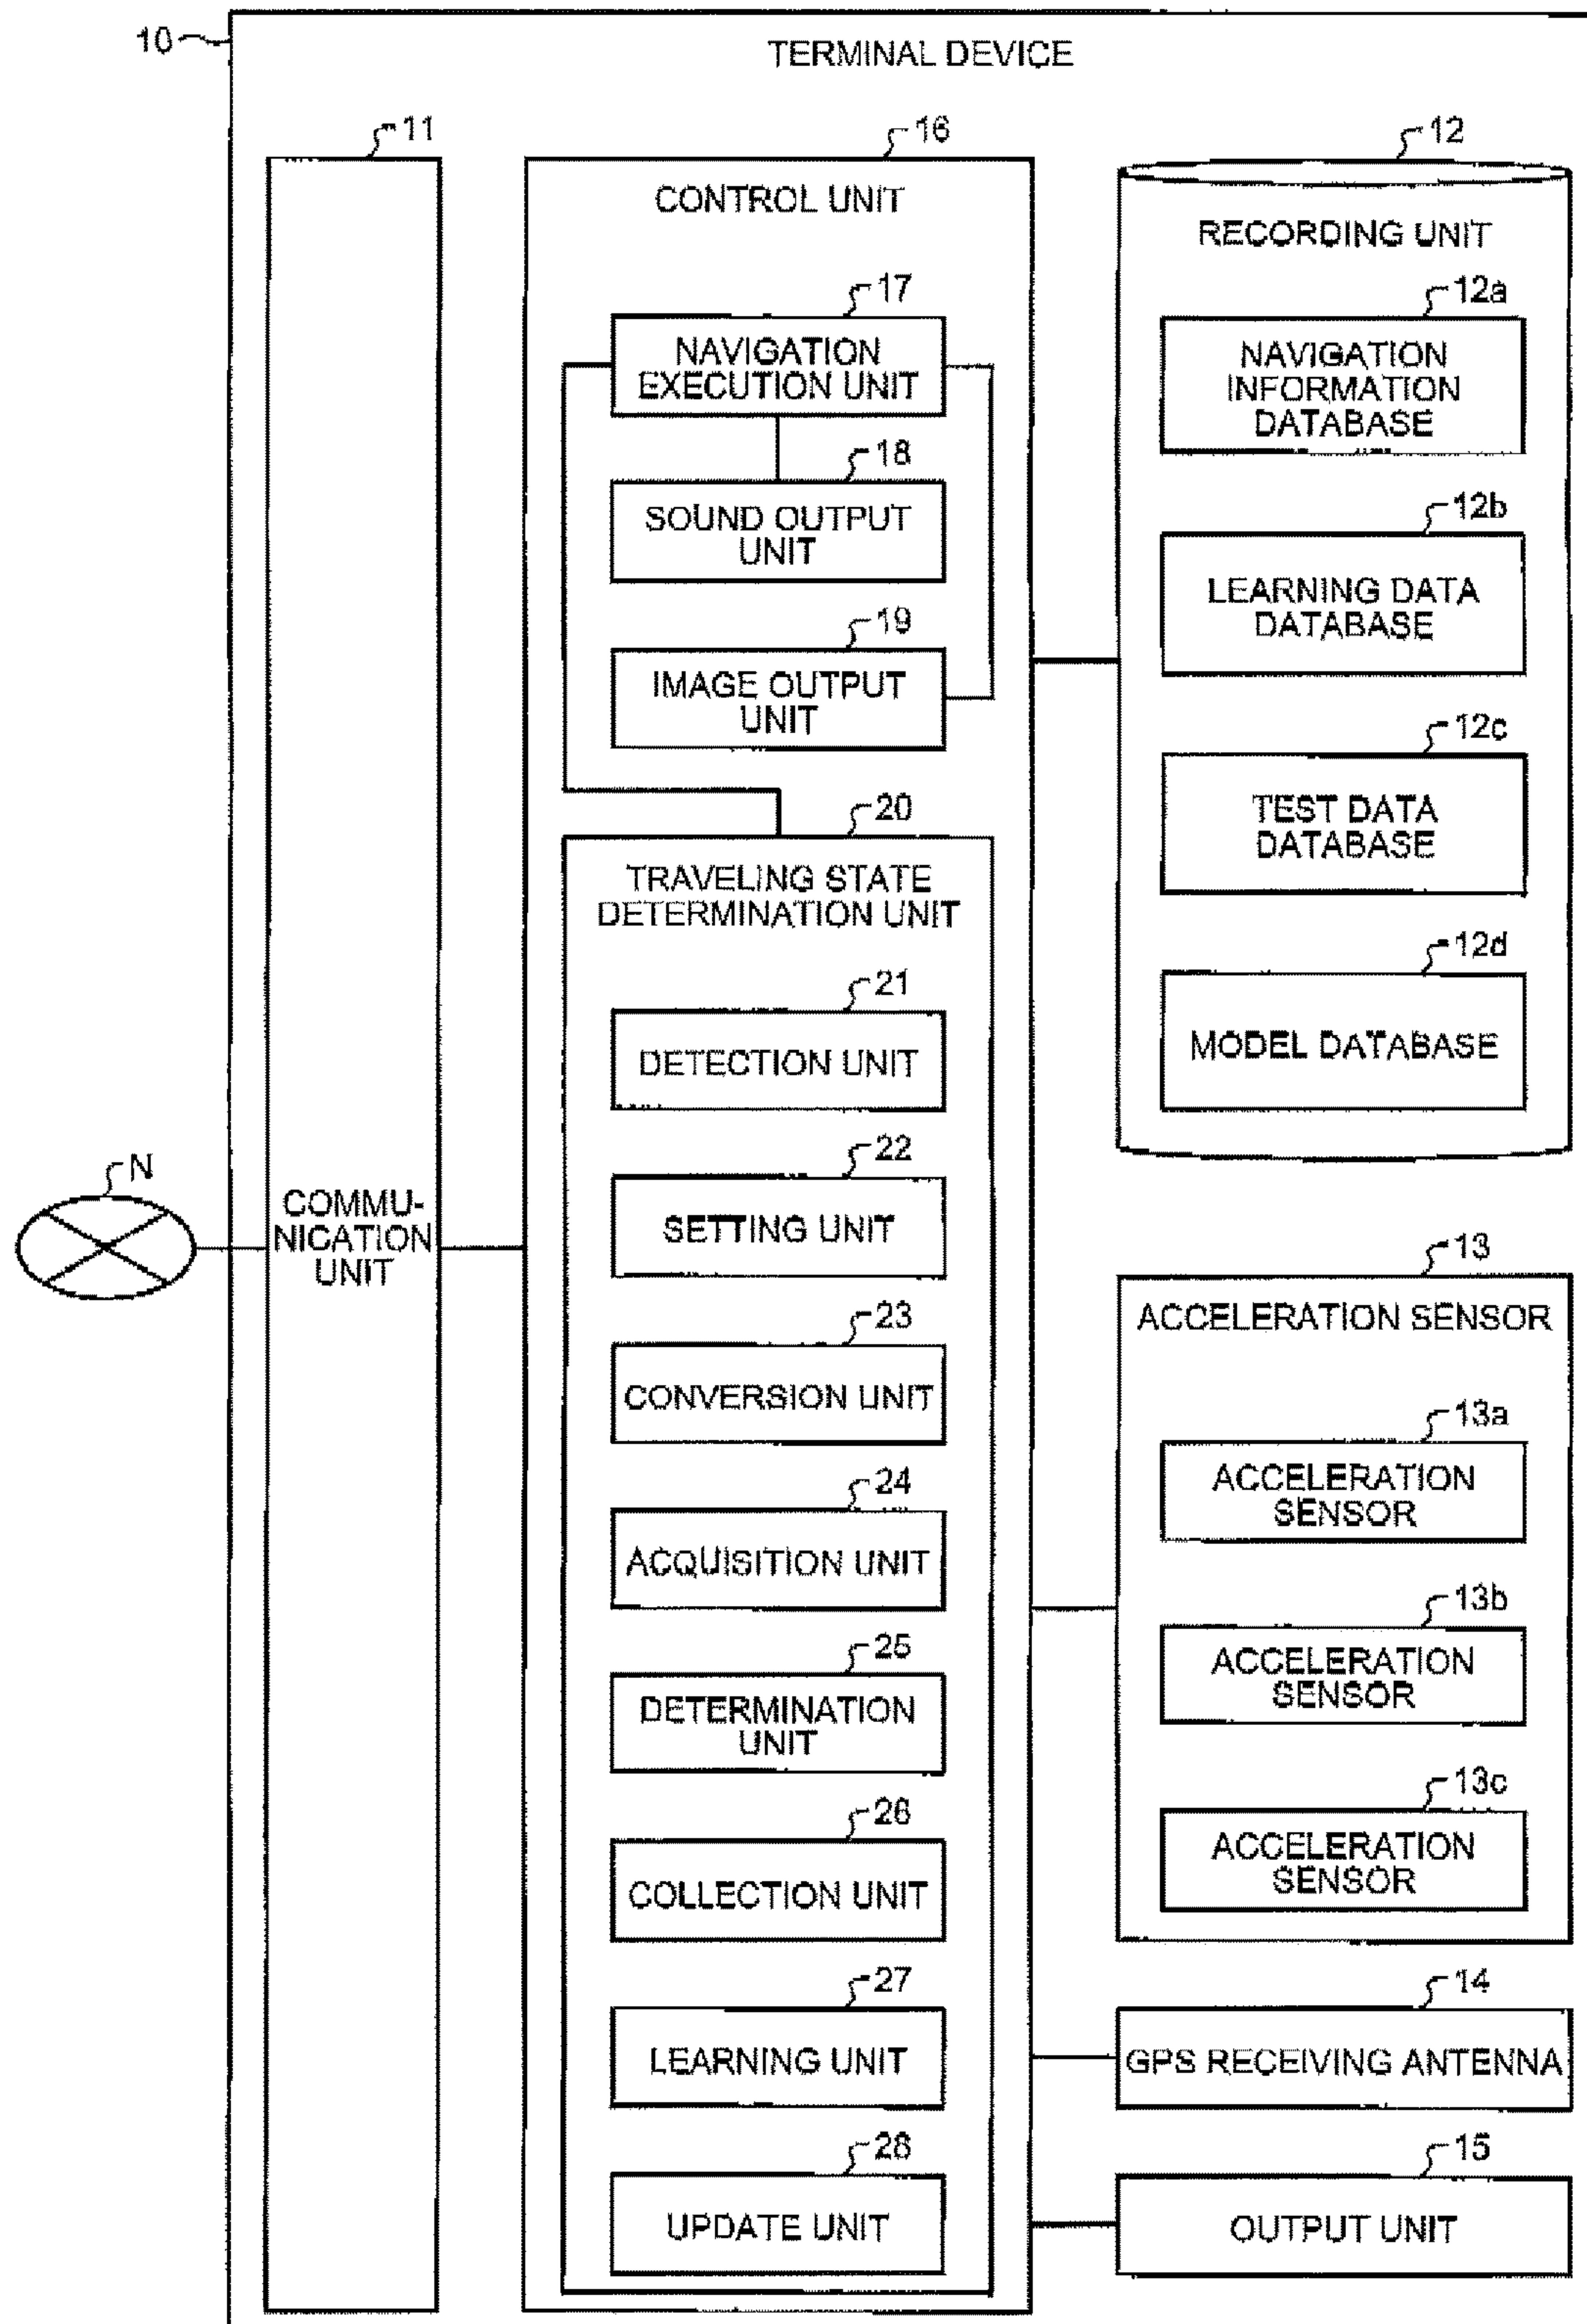 10
TERMINAL DEVICE
11
COMMU-
NICATION
UNIT
N
16
CONTROL UNIT
17
NAVIGATION
EXECUTION UNIT
18
SOUND OUTPUT
UNIT
19
IMAGE OUTPUT
UNIT
20
TRAVELING STATE
DETERMINATION UNIT
21
DETECTION UNIT
22
SETTING UNIT
23
CONVERSION UNIT
24
ACQUISITION UNIT
25
DETERMINATION
UNIT
26
COLLECTION UNIT
27
LEARNING UNIT
28
UPDATE UNIT
12
RECORDING UNIT
12a
NAVIGATION
INFORMATION
DATABASE
12b
LEARNING DATA
DATABASE
12c
TEST DATA
DATABASE
12d
MODEL DATABASE
13
ACCELERATION SENSOR
13a
ACCELERATION
SENSOR
13b
ACCELERATION
SENSOR
13c
ACCELERATION
SENSOR
14
GPS RECEIVING ANTENNA
15
OUTPUT UNIT